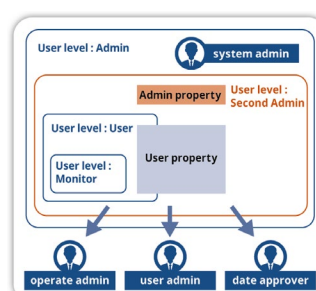 User level : Admin
system admin
Admin property
User level :
Second Admin
User level : User
User property
User level :
Monitor
operate admin
user admin
date approver